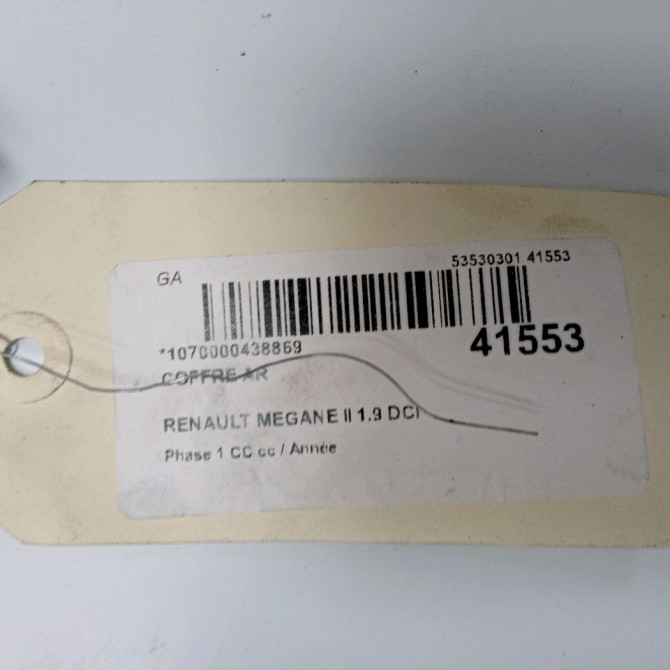 GA
53530301 41553
*1070000438869
41553
COFFRE AR
RENAULT MEGANE II 1.9 DCI
Phase 1 CC cc / Année